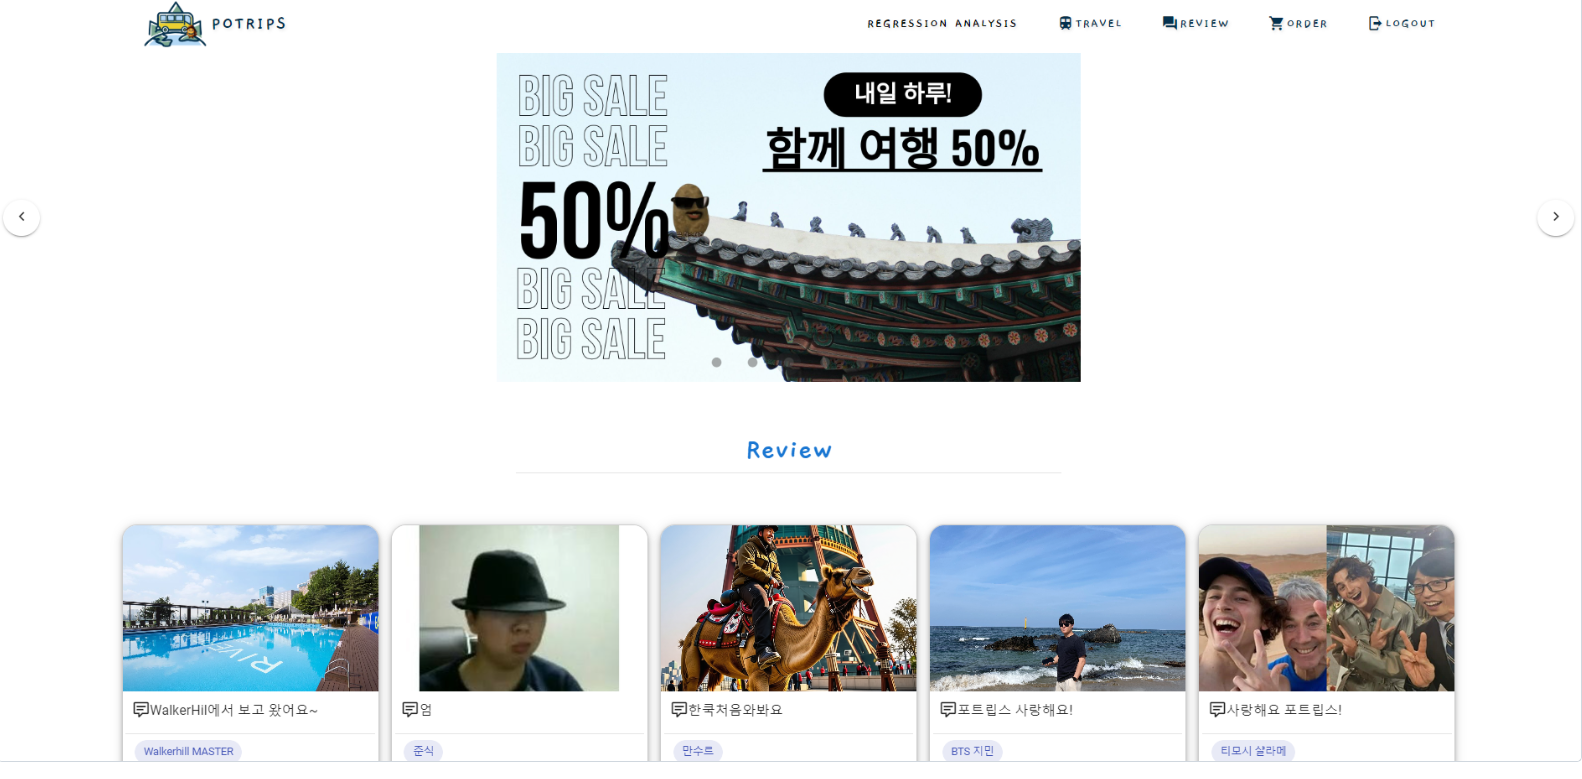 POTRIPS
REGRESSION ANALYSIS
TRAVEL
REVIEW
ORDER
LOGOUT
BIG SALE
BIG SALE
50%
BIG SALE
BIG SALE
내일 하루!
함께 여행 50%
Review
RIVE
WalkerHil에서 보고 왔어요~
엄
한쿡처음와봐요
포트립스 사랑해요!
사랑해요 포트립스!
Walkerhill MASTER
준식
만수르
BTS 지민
티모시 샬라메